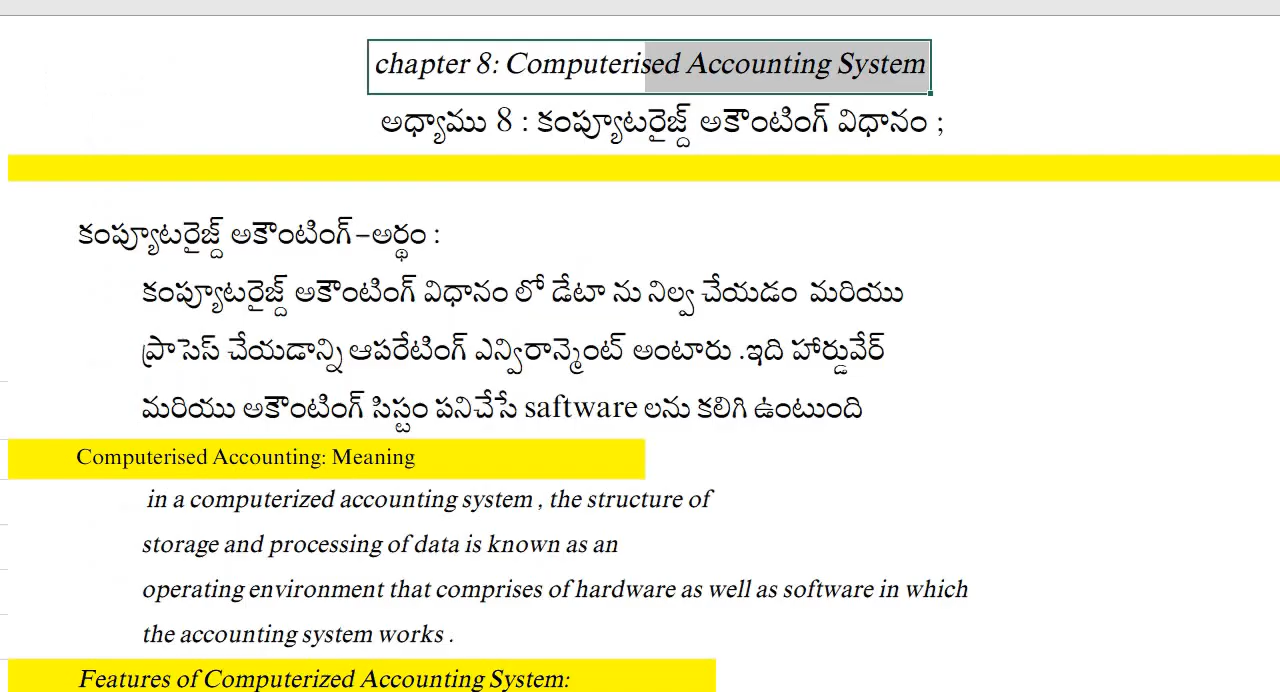 chapter 8: Computerised Accounting System
అధ్యాము 8 : కంప్యూటరైజ్డ్ అకౌంటింగ్ విధానం ;
కంప్యూటరైజ్డ్ అకౌంటింగ్-అర్థం :
కంప్యూటరైజ్డ్ అకౌంటింగ్ విధానం లో డేటా ను నిల్వ చేయడం మరియు
ప్రాసెస్ చేయడాన్ని ఆపరేటింగ్ ఎన్విరాన్మెంట్ అంటారు .ఇది హార్డువేర్
మరియు అకౌంటింగ్ సిస్టం పనిచేసే saftware లను కలిగి ఉంటుంది
Computerised Accounting: Meaning
in a computerized accounting system , the structure of
storage and processing of data is known as an
operating environment that comprises of hardware as well as software in which
the accounting system works .
Features of Computerized Accounting System: